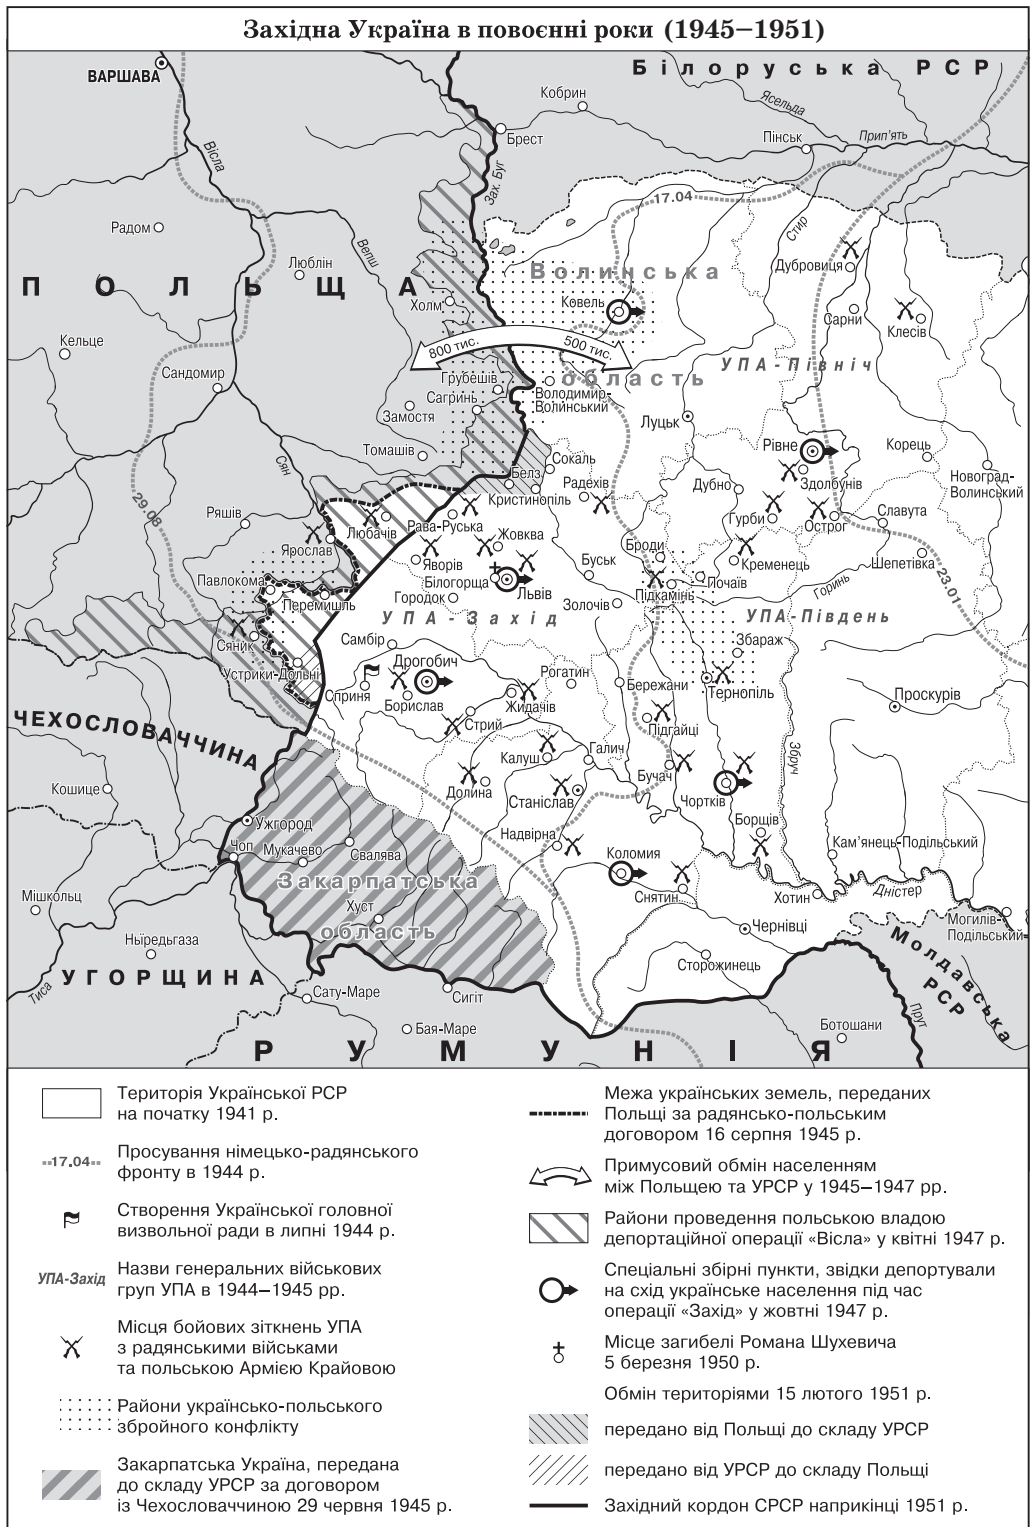 Західна Україна в повоєнні роки (1945–1951)
ВАРШАВА
Білоруська РСР
Кобрин
Ясельда
Брест
Пінськ
Прип'ять
Вісла
Зах. Буг
17.04
Стир
Радом
Вепш
Люблін
Волинська
Дубровиця
ПОЛЬЩА
Холм
Ковель
Сарни
Клесів
Кельце
800 тис.
500 тис.
УПА-Північ
Сандомир
Грубешів
область
Сагринь
Володимир-
Волинський
Замостя
Луцьк
Томашів
Рівне
Корець
Сян
Сокаль
Белз
Радехів
Здолбунів
Новоград-
Волинський
Кристинопіль
Дубно
29.08
Ряшів
Любачів
Рава-Руська
Гурби
Острог
Славута
Ярослав
Жовква
Броди
Яворів
Кременець
Шепетівка
Павлокома
Білогорща
Буськ
Почаїв
Львів
Підкамінь
Горинь
23.01
Перемишль
Городок
Золочів
УПА-Захід
УПА-Південь
Сяник
Самбір
Збараж
Устрики-Дольні
Дрогобич
Рогатин
Бережани
Тернопіль
Сприня
Борислав
Жидачів
Проскурів
ЧЕХОСЛОВАЧЧИНА
Стрий
Підгайці
Калуш
Галич
Збруч
Бучач
Кошице
Долина
Станіслав
Чортків
Ужгород
Надвірна
Борщів
Чоп
Мукачево
Свалява
Коломия
Кам'янець-Подільський
Закарпатська
Снятин
Хотин
Дністер
Мішкольц
Хуст
область
Чернівці
Могилів-
Подільський
Ньїредьгаза
Сторожинець
Молдавська
РСР
УГОРЩИНА
Тиса
Сату-Маре
Сигіт
Прут
Бая-Маре
Ботошани
РУМУНІЯ
Територія Української РСР
на початку 1941 р.
17.04
Просування німецько-радянського
фронту в 1944 р.
Створення Української головної
визвольної ради в липні 1944 р.
УПА-Захід
Назви генеральних військових
груп УПА в 1944–1945 рр.
Місця бойових зіткнень УПА
з радянськими військами
та польською Армією Крайовою
Райони українсько-польського
збройного конфлікту
Закарпатська Україна, передана
до складу УРСР за договором
із Чехословаччиною 29 червня 1945 р.
Межа українських земель, переданих
Польщі за радянсько-польським
договором 16 серпня 1945 р.
Примусовий обмін населенням
між Польщею та УРСР у 1945–1947 рр.
Райони проведення польською владою
депортаційної операції «Вісла» у квітні 1947 р.
Спеціальні збірні пункти, звідки депортували
на схід українське населення під час
операції «Захід» у жовтні 1947 р.
Місце загибелі Романа Шухевича
5 березня 1950 р.
Обмін територіями 15 лютого 1951 р.
передано від Польщі до складу УРСР
передано від УРСР до складу Польщі
Західний кордон СРСР наприкінці 1951 р.